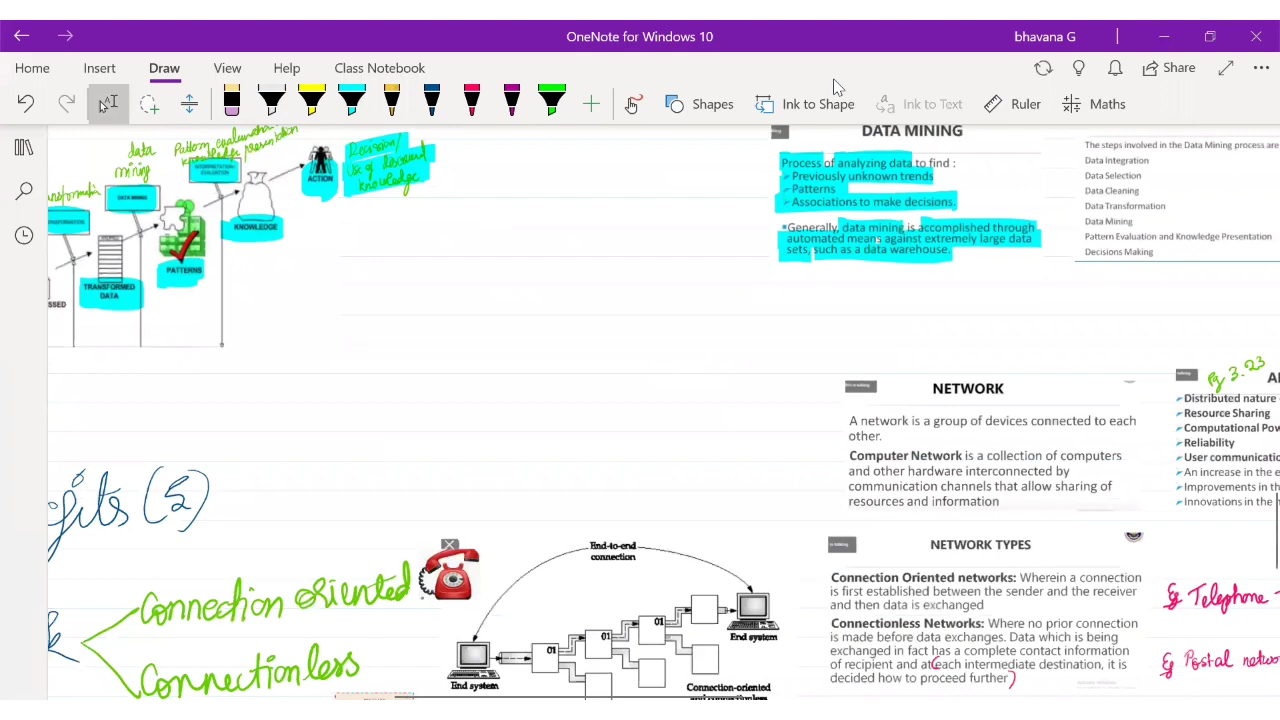 OneNote for Windows 10
bhavana G
Home Insert Draw View Help Class Notebook
Share
Shapes
Ink to Shape
Ink to Text
Ruler
Maths
data
mining
Pattern evaluation
knowledge presentation
Decision/
Use of discovered
knowledge
INTERPRETATION
EVALUATION
ACTION
DATA MINING
KNOWLEDGE
PATTERNS
TRANSFORMED
DATA
SSED
DATA MINING
Process of analyzing data to find :
Previously unknown trends
Patterns
Associations to make decisions.
Generally, data mining is accomplished through
automated means against extremely large data
sets, such as a data warehouse.
The steps involved in the Data Mining process are
Data Integration
Data Selection
Data Cleaning
Data Transformation
Data Mining
Pattern Evaluation and Knowledge Presentation
Decisions Making
NETWORK
A network is a group of devices connected to each
other.
Computer Network is a collection of computers
and other hardware interconnected by
communication channels that allow sharing of
resources and information
Pg 3.23
Distributed nature
Resource Sharing
Computational Pow
Reliability
User communicatio
An increase in the e
Improvements in th
Innovations in the
fits (5)
Connection oriented
Connectionless
End-to-end
connection
01
01
01
End system
End system
Connection-oriented
and connectionless
NETWORK TYPES
Connection Oriented networks: Wherein a connection
is first established between the sender and the receiver
and then data is exchanged
Connectionless Networks: Where no prior connection
is made before data exchanges. Data which is being
exchanged in fact has a complete contact information
of recipient and at each intermediate destination, it is
decided how to proceed further)
Eg Telephone -
Eg Postal netwo